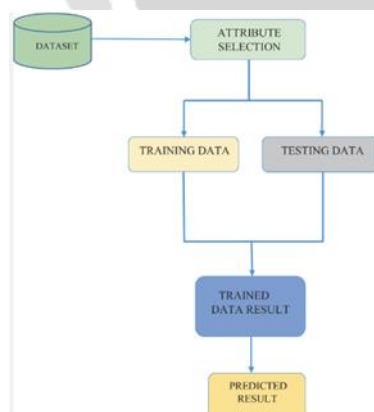 DATASET
ATTRIBUTE
SELECTION
TRAINING DATA
TESTING DATA
TRAINED
DATA RESULT
PREDICTED
RESULT